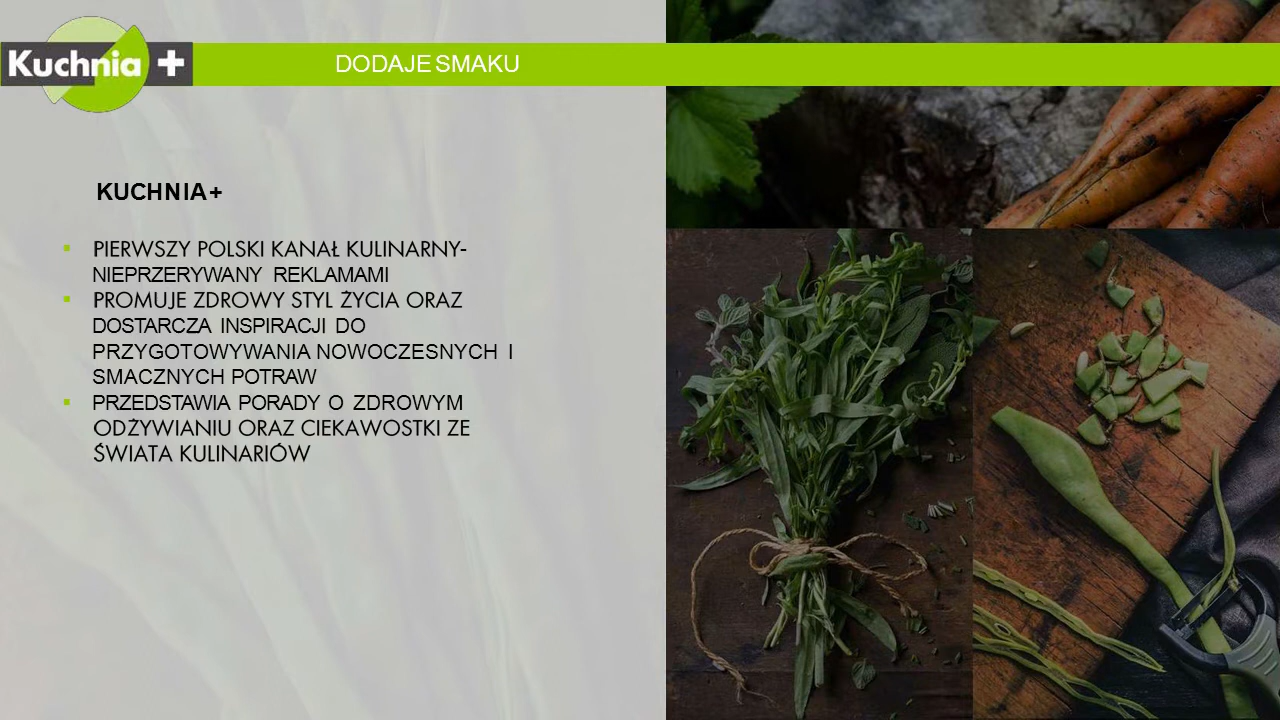 Kuchnia +
DODAJE SMAKU
KUCHNIA+
▪ PIERWSZY POLSKI KANAŁ KULINARNY-
NIEPRZERYWANY REKLAMAMI
▪ PROMUJE ZDROWY STYL ŻYCIA ORAZ
DOSTARCZA INSPIRACJI DO
PRZYGOTOWYWANIA NOWOCZESNYCH I
SMACZNYCH POTRAW
▪ PRZEDSTAWIA PORADY O ZDROWYM
ODŻYWIANIU ORAZ CIEKAWOSTKI ZE
ŚWIATA KULINARIÓW